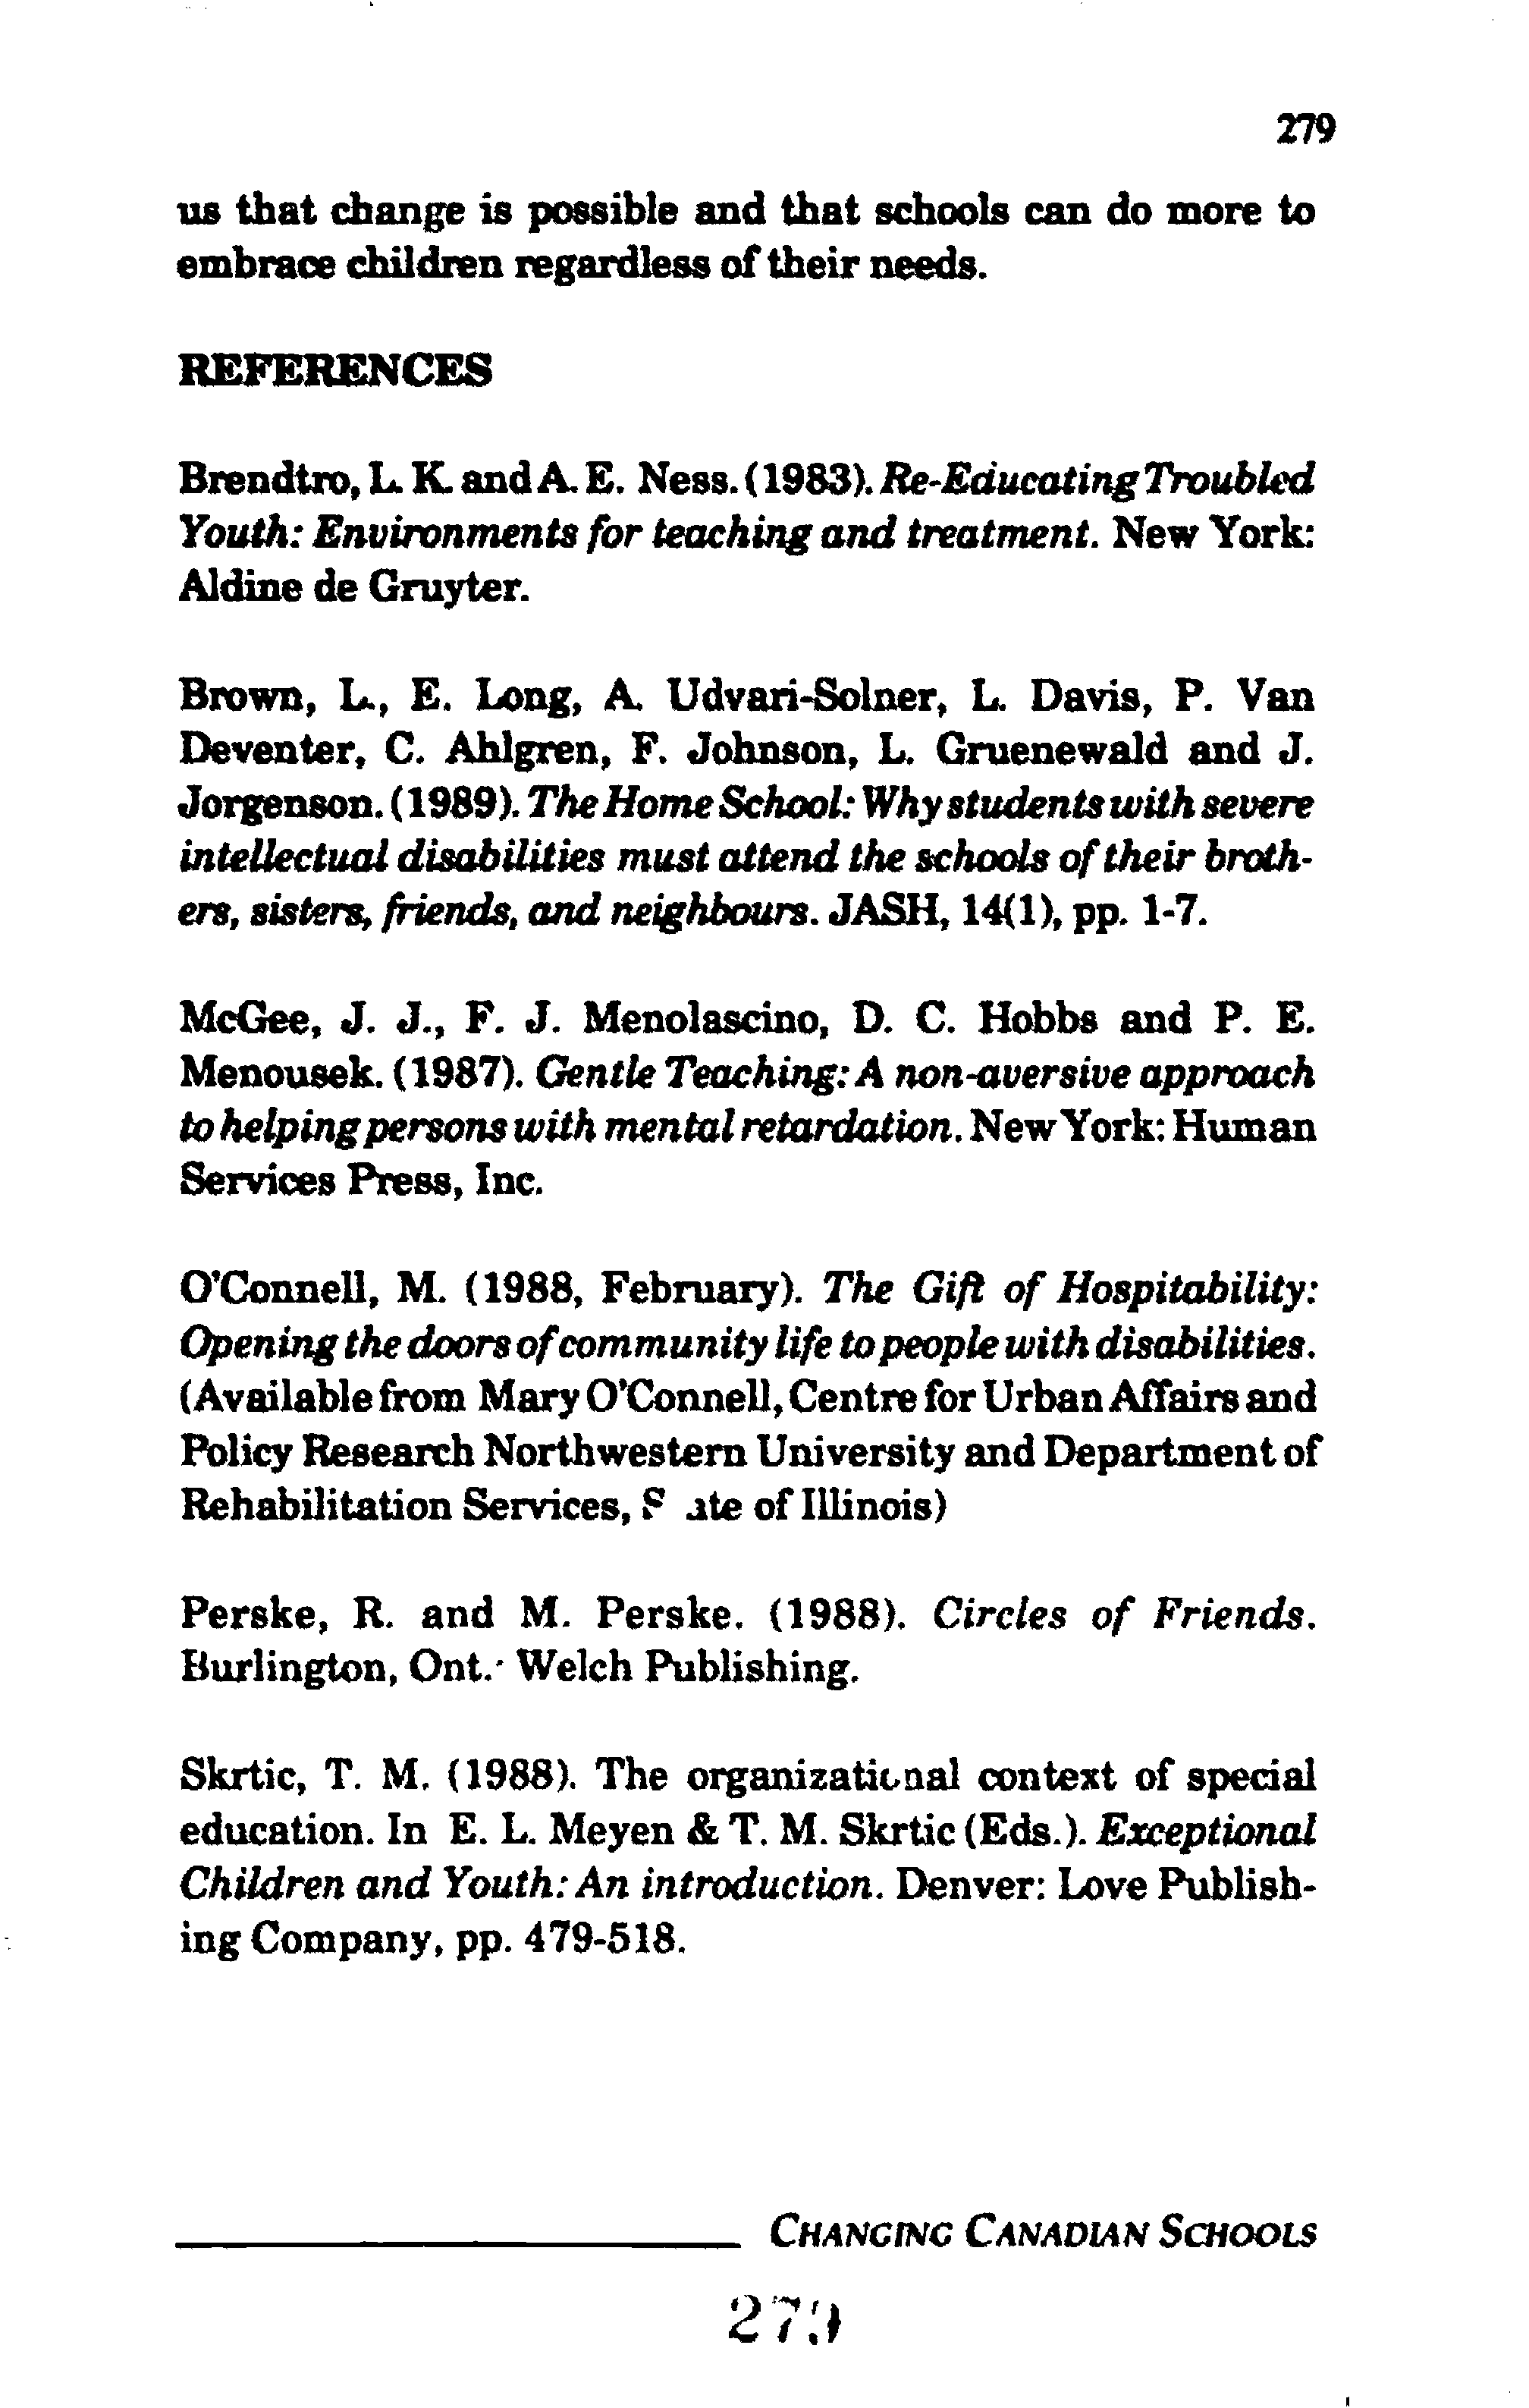 279
us that change is possible and that schools can do more to
embrace children regardless of their needs.
REFERENCES
Brendtro, L. K. and A. E. Ness. (1983). Re-Educating Troubled
Youth: Environments for teaching and treatment. New York:
Aldine de Gruyter.
Brown, L., E. Long, A. Udvari-Solner, L. Davis, P. Van
Deventer, C. Ahlgren, F. Johnson, L. Gruenewald and J.
Jorgenson. (1989). The Home School: Why students with severe
intellectual disabilities must attend the schools of their broth-
ers, sisters, friends, and neighbours. JASH, 14(1), pp. 1-7.
McGee, J. J., F. J. Menolascino, D. C. Hobbs and P. E.
Menousek. (1987). Gentle Teaching: A non-aversive approach
to helping persons with mental retardation. New York: Human
Services Press, Inc.
O'Connell, M. (1988, February). The Gift of Hospitability:
Opening the doors of community life to people with disabilities.
(Available from Mary O'Connell, Centre for Urban Affairs and
Policy Research Northwestern University and Department of
Rehabilitation Services, State of Illinois)
Perske, R. and M. Perske. (1988). Circles of Friends.
Burlington, Ont.: Welch Publishing.
Skrtic, T. M. (1988). The organizational context of special
education. In E. L. Meyen & T. M. Skrtic (Eds.). Exceptional
Children and Youth: An introduction. Denver: Love Publish-
ing Company, pp. 479-518.
CHANGING CANADIAN SCHOOLS
279